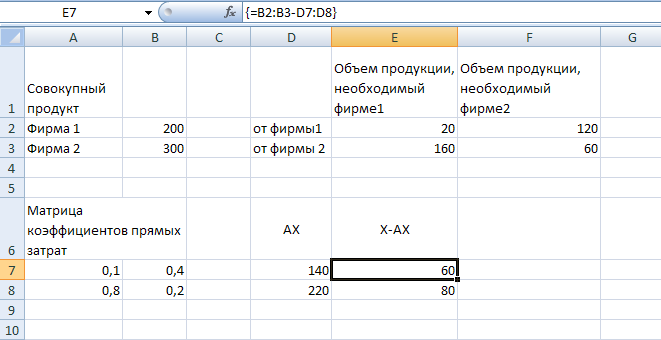 E7 fx {=B2:B3-D7:D8}
A B C D E F G
Объем продукции, Объем продукции,
необходимый необходимый
Совокупный
1 продукт фирме1 фирме2
2 Фирма 1 200 от фирмы1 20 120
3 Фирма 2 300 от фирмы 2 160 60
4
5
Матрица
коэффициентов прямых AX X-AX
6 затрат
7 0,1 0,4 140 60
8 0,8 0,2 220 80
9
10